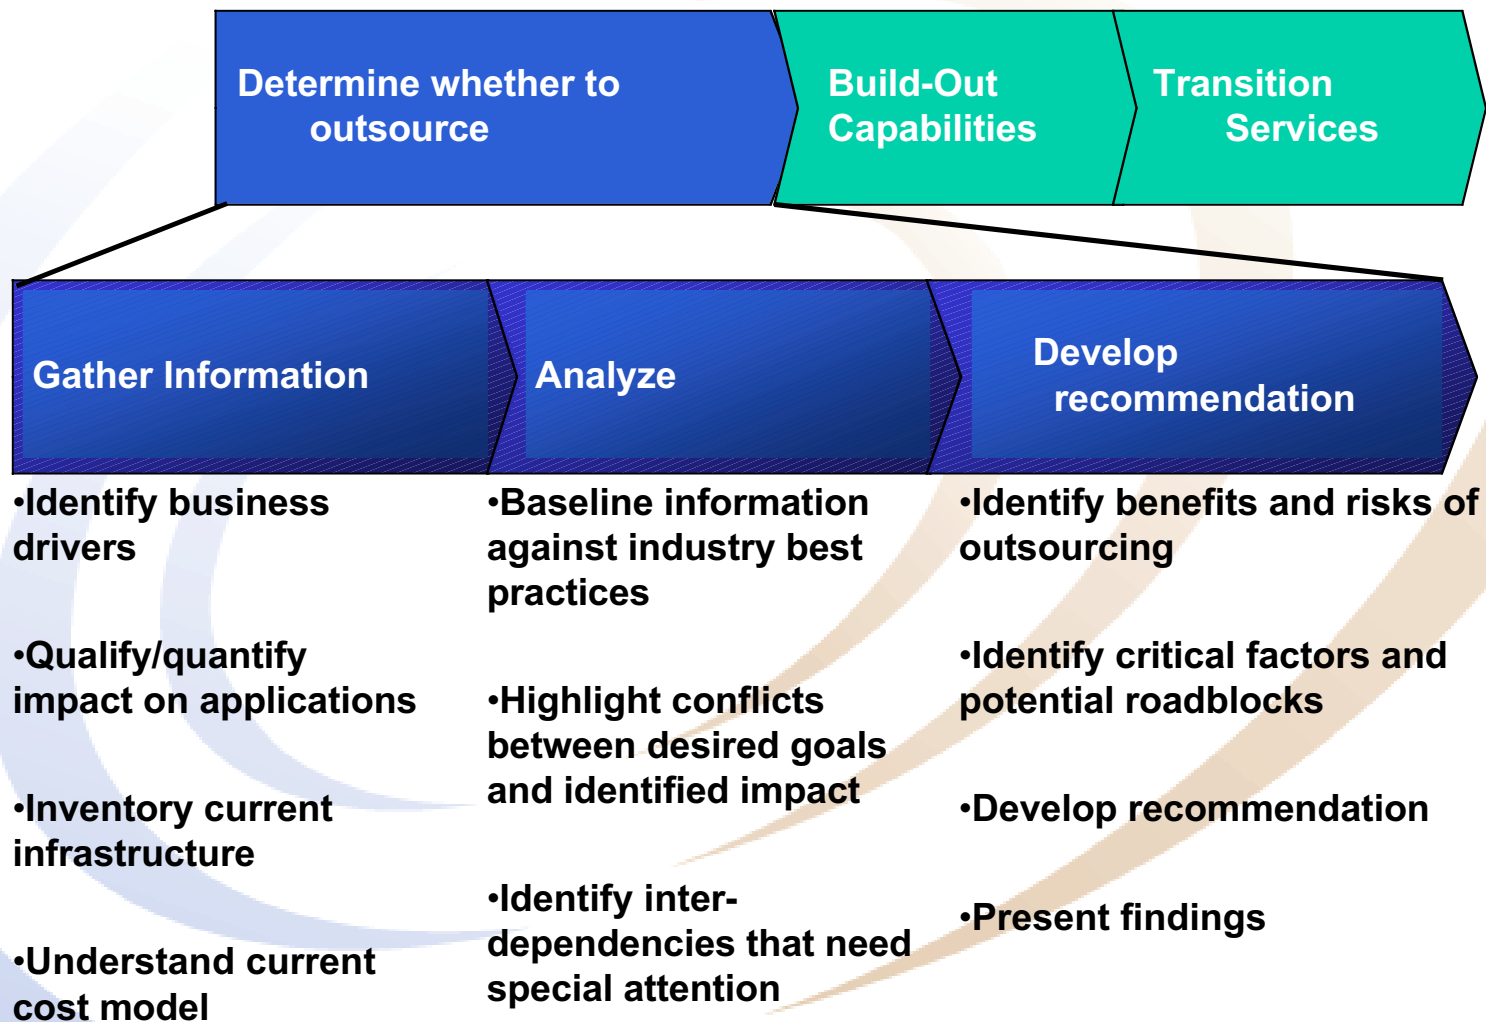 Determine whether to
outsource
Build-Out
Capabilities
Transition
Services
Gather Information
Analyze
Develop
recommendation
•Identify business
drivers
•Qualify/quantify
impact on applications
•Inventory current
infrastructure
•Understand current
cost model
•Baseline information
against industry best
practices
•Highlight conflicts
between desired goals
and identified impact
•Identify inter-
dependencies that need
special attention
•Identify benefits and risks of
outsourcing
•Identify critical factors and
potential roadblocks
•Develop recommendation
•Present findings